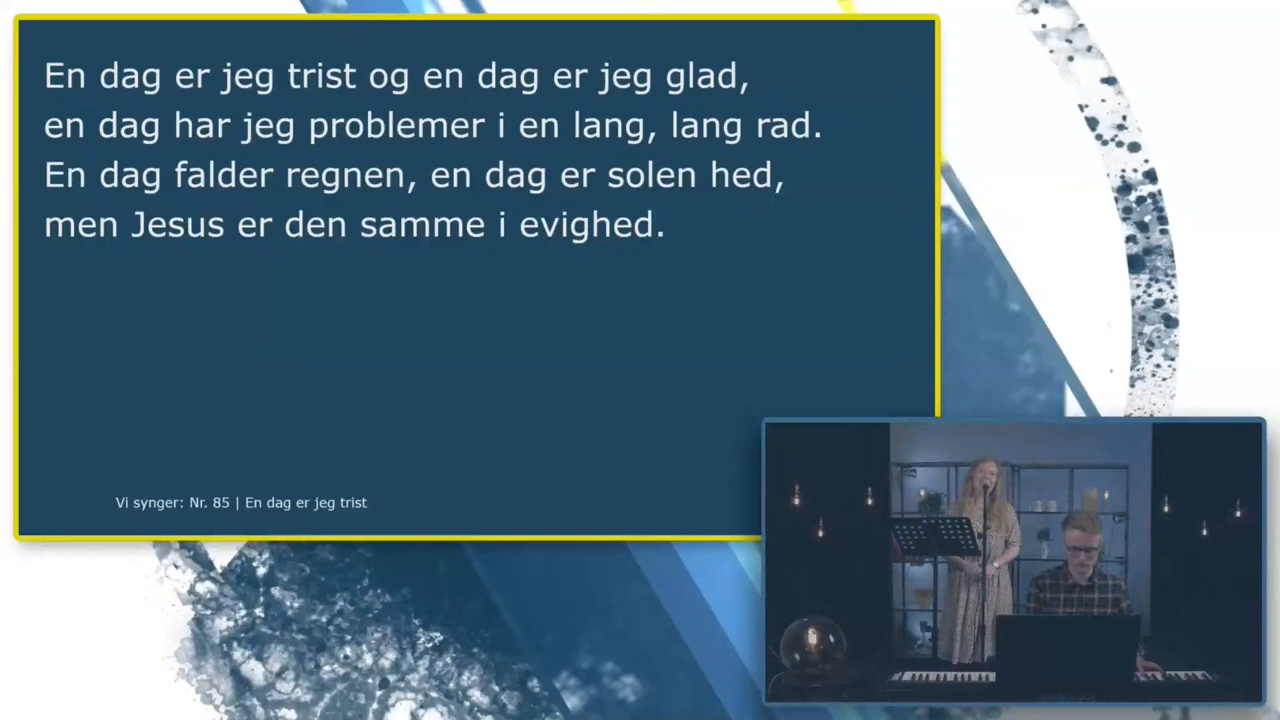 En dag er jeg trist og en dag er jeg glad,
en dag har jeg problemer i en lang, lang rad.
En dag falder regnen, en dag er solen hed,
men Jesus er den samme i evighed.
Vi synger: Nr. 85 | En dag er jeg trist